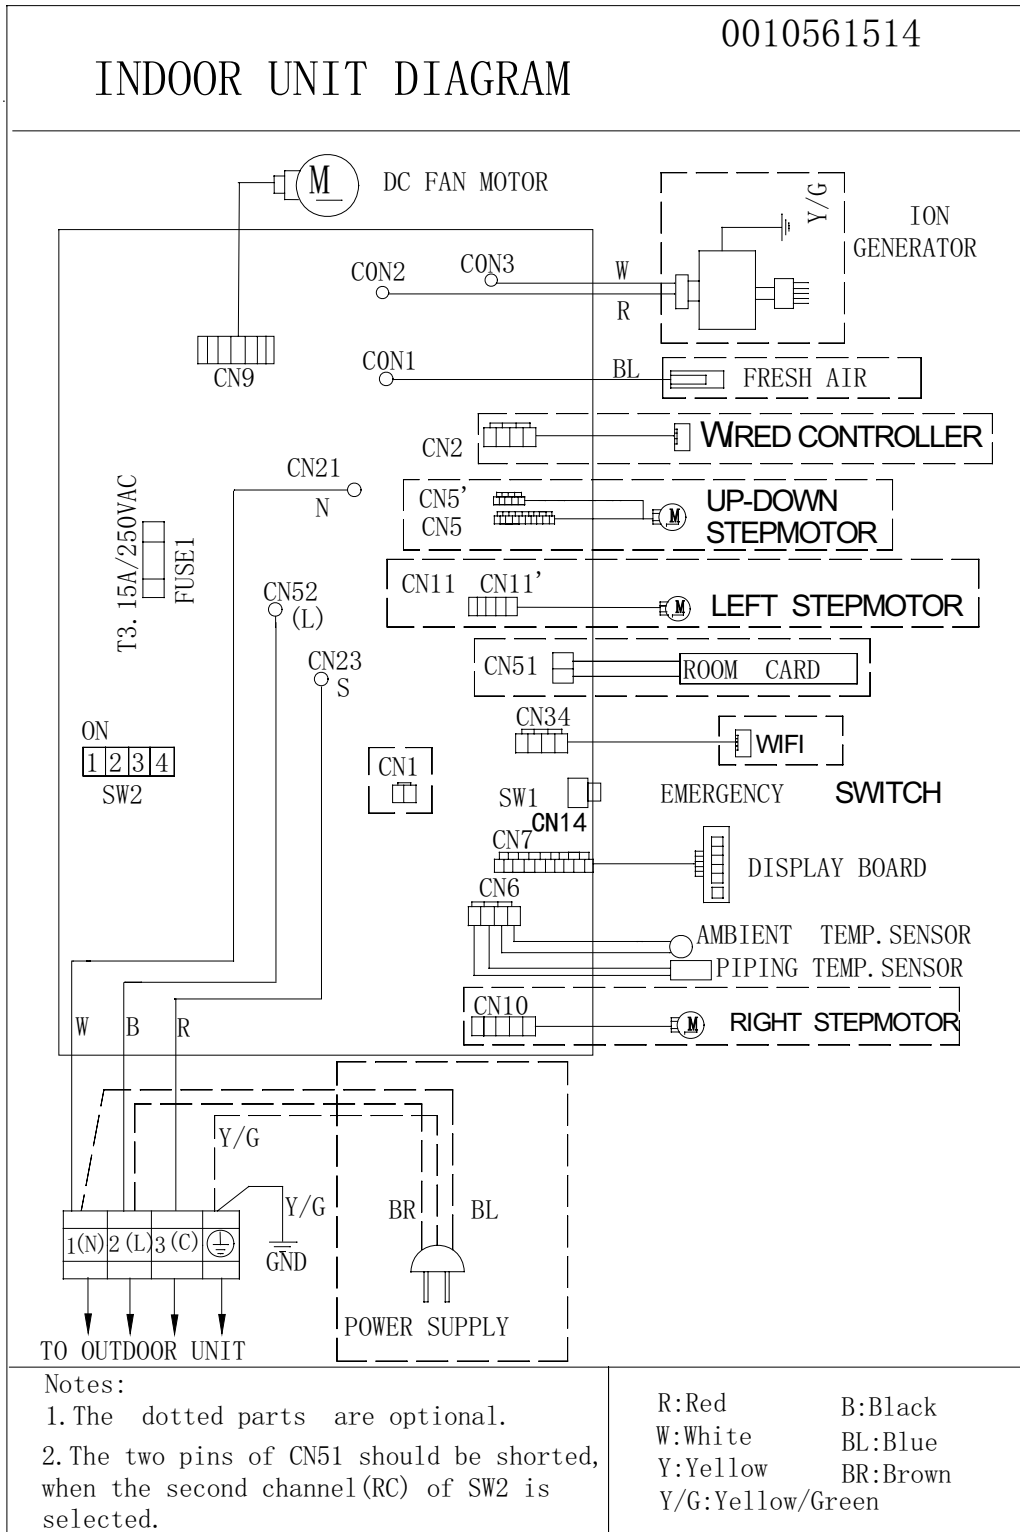 0010561514
INDOOR UNIT DIAGRAM
M DC FAN MOTOR
Y/G
ION
GENERATOR
CON2 CON3 W
R
CN9
CON1 BL FRESH AIR
CN2 WIRED CONTROLLER
CN21
N
CN5'
CN5 M UP-DOWN
STEPMOTOR
T3.15A/250VAC
FUSE1
CN11 CN11' M LEFT STEPMOTOR
CN52
(L)
CN23
S
CN51 ROOM CARD
CN34 WIFI
ON
1 2 3 4
SW2
CN1
SW1 EMERGENCY SWITCH
CN14
CN7 DISPLAY BOARD
CN6
AMBIENT TEMP.SENSOR
PIPING TEMP.SENSOR
CN10 M RIGHT STEPMOTOR
W B R
Y/G
Y/G
BR BL
1(N) 2(L) 3(C)
GND
POWER SUPPLY
TO OUTDOOR UNIT
Notes:
1.The dotted parts are optional.
2.The two pins of CN51 should be shorted,
when the second channel(RC) of SW2 is
selected.
R:Red B:Black
W:White BL:Blue
Y:Yellow BR:Brown
Y/G:Yellow/Green